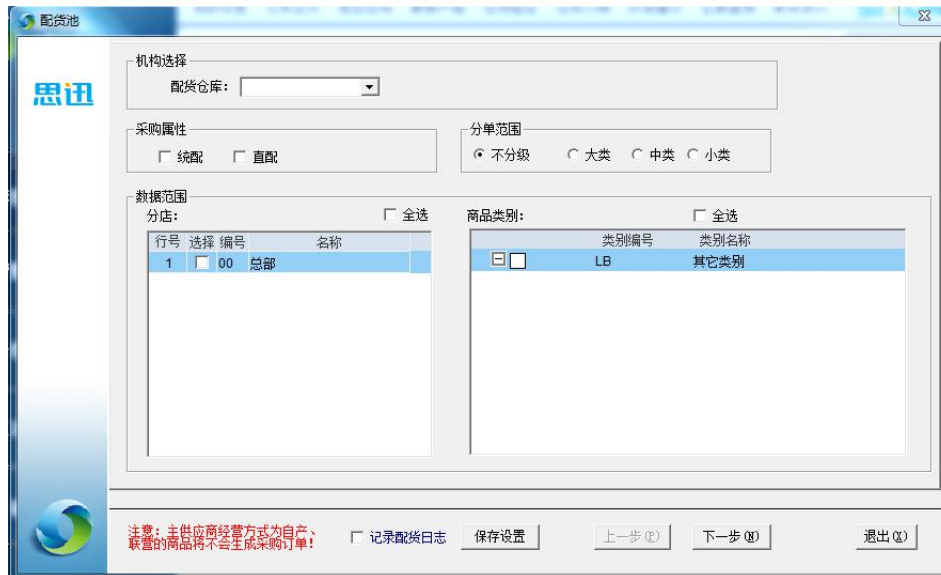 配货池
思迅
机构选择
配货仓库：
采购属性
统配 直配
分单范围
不分级 大类 中类 小类
数据范围
分店： 全选
行号 选择 编号 名称
1 00 总部
商品类别： 全选
类别编号 类别名称
LB 其它类别
注意：主供应商经营方式为自产、
联营的商品将不会生成采购订单！
记录配货日志 保存设置 上一步(P) 下一步(N) 退出(X)